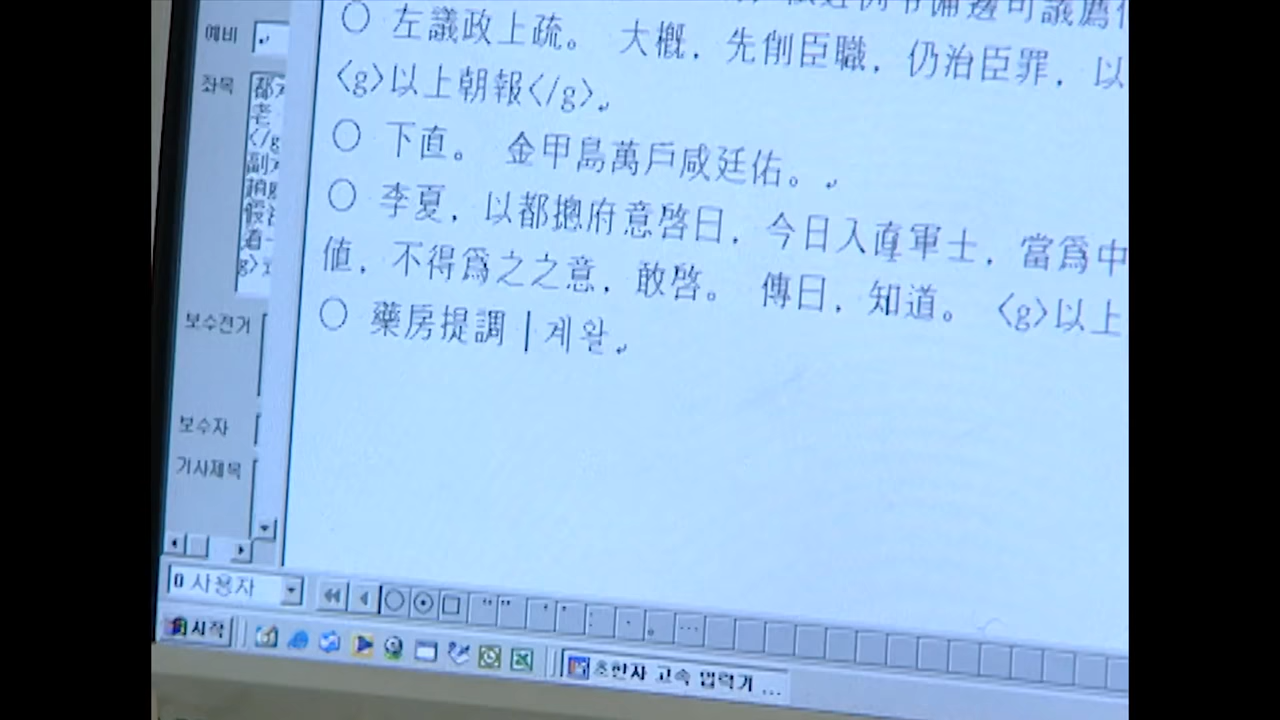 예비
좌목
○ 左議政上疏。 大槪, 先削臣職, 仍治臣罪, 以
<g>以上朝報</g>
○ 下直。 金甲島萬戶咸廷佑。
○ 李夏, 以都摠府意啓曰, 今日入直軍士, 當爲中
値, 不得爲之之意, 敢啓。 傳曰, 知道。 <g>以上
○ 藥房提調 계왈
老
</g
副
g>
보수전거
보수자
기사제목
0 사용자
시작
초한자 고속 입력기 ...